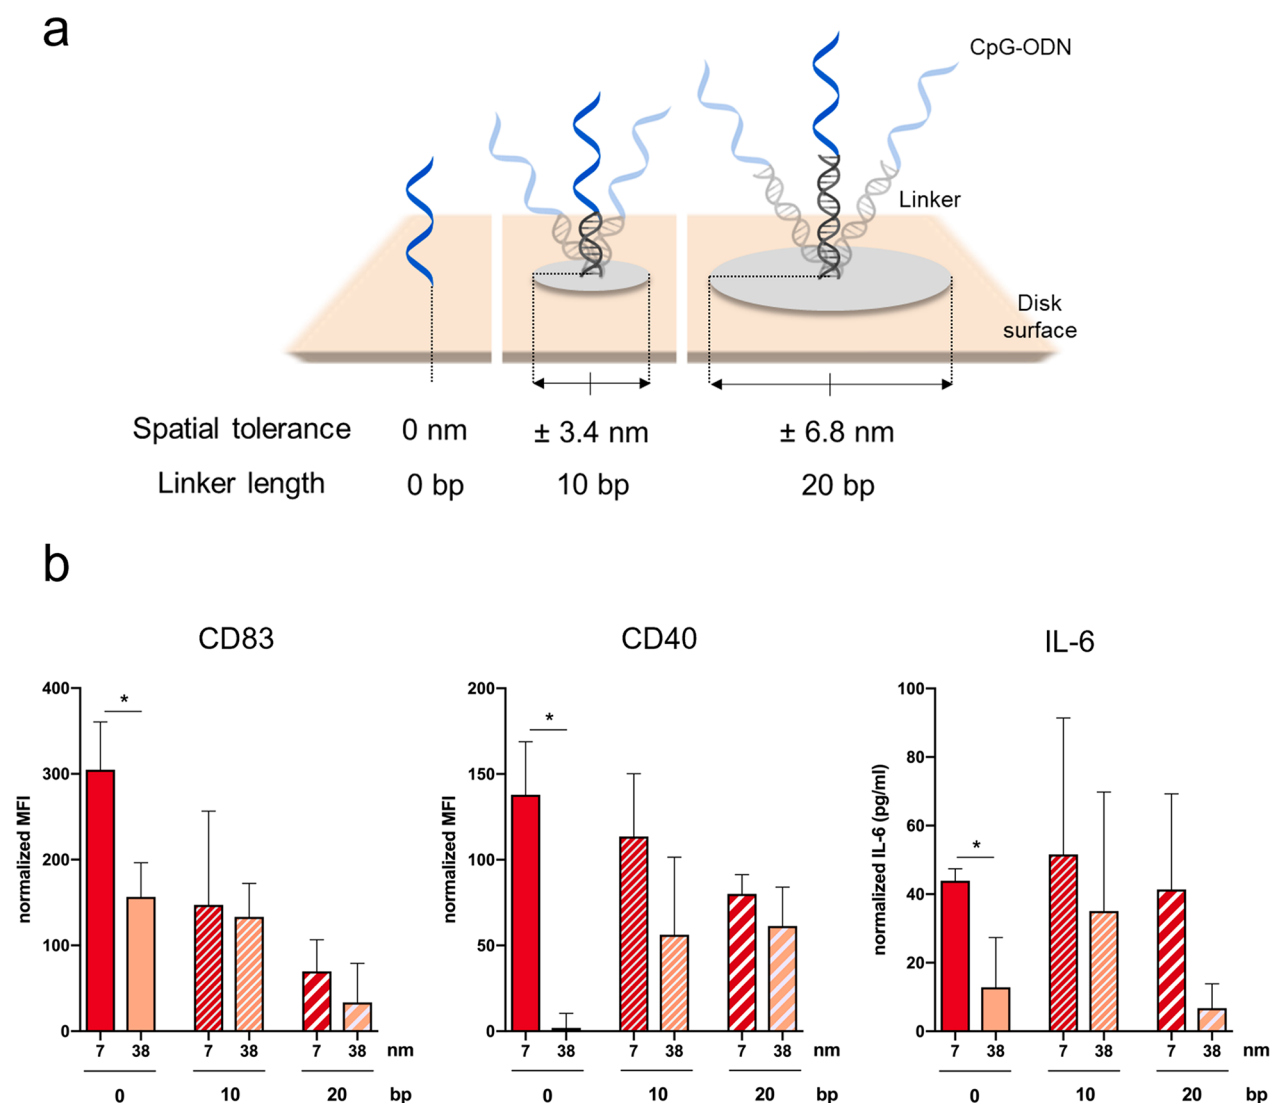 a
CpG-ODN
Linker
Disk
surface
Spatial tolerance 0 nm ± 3.4 nm ± 6.8 nm
Linker length 0 bp 10 bp 20 bp
b
CD83
normalized MFI
400
300
200
100
0
*
7 38 7 38 7 38 nm
0 10 20 bp
CD40
normalized MFI
200
150
100
50
0
*
7 38 7 38 7 38 nm
0 10 20 bp
IL-6
normalized IL-6 (pg/ml)
100
80
60
40
20
0
*
7 38 7 38 7 38 nm
0 10 20 bp